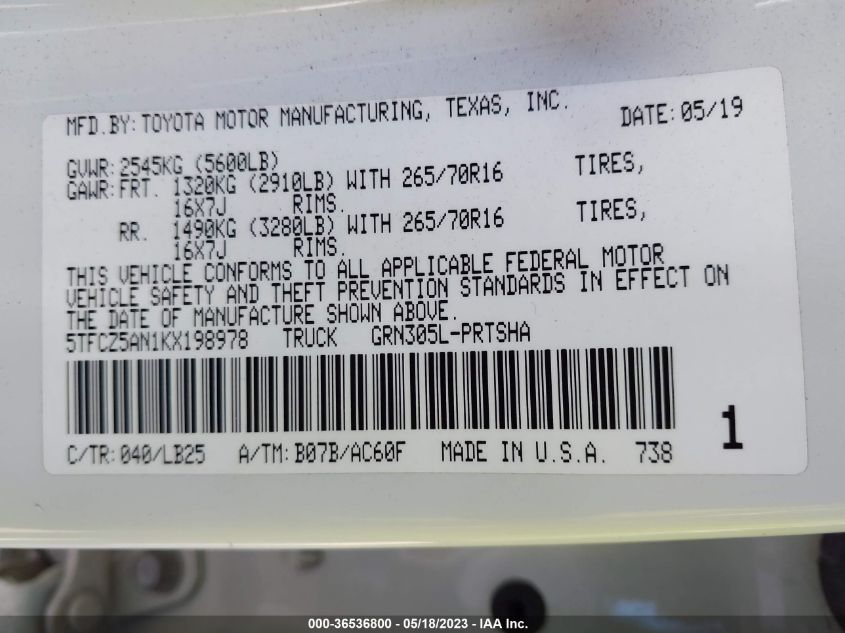 MFD.BY:TOYOTA MOTOR MANUFACTURING, TEXAS, INC. DATE:05/19
GVWR:2545KG (5600LB)
GAWR:FRT. 1320KG (2910LB) WITH 265/70R16 TIRES,
16X7J RIMS.
RR. 1490KG (3280LB) WITH 265/70R16 TIRES,
16X7J RIMS.
THIS VEHICLE CONFORMS TO ALL APPLICABLE FEDERAL MOTOR
VEHICLE SAFETY AND THEFT PREVENTION STANDARDS IN EFFECT ON
THE DATE OF MANUFACTURE SHOWN ABOVE.
5TFCZ5AN1KX198978 TRUCK GRN305L-PRTSHA
1
C/TR:040/LB25 A/TM:B07B/AC60F MADE IN U.S.A. 738
000-36536800 - 05/18/2023 - IAA Inc.